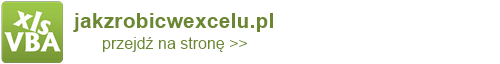 xls
VBA
jakzrobicwexcelu.pl
przejdź na stronę >>